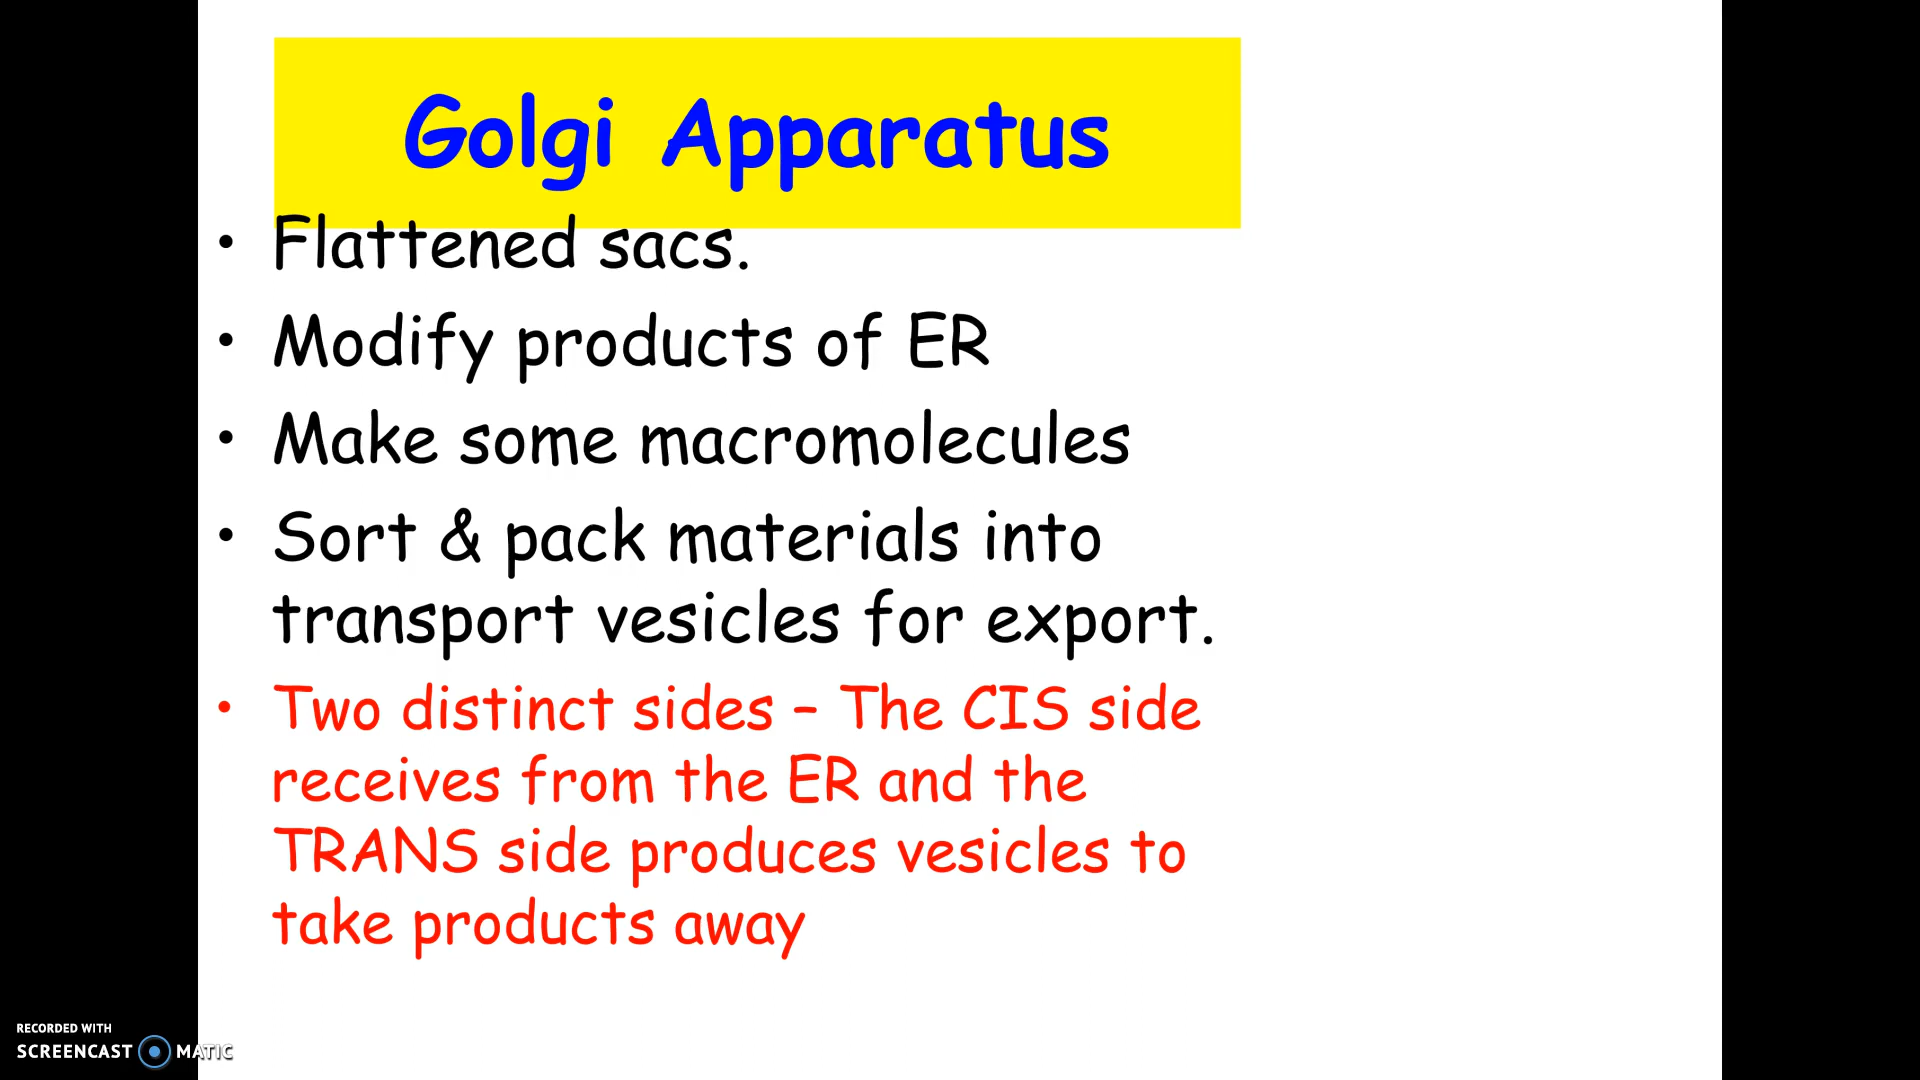 Golgi Apparatus
• Flattened sacs.
• Modify products of ER
• Make some macromolecules
• Sort & pack materials into
transport vesicles for export.
• Two distinct sides – The CIS side
receives from the ER and the
TRANS side produces vesicles to
take products away
RECORDED WITH
SCREENCAST MATIC